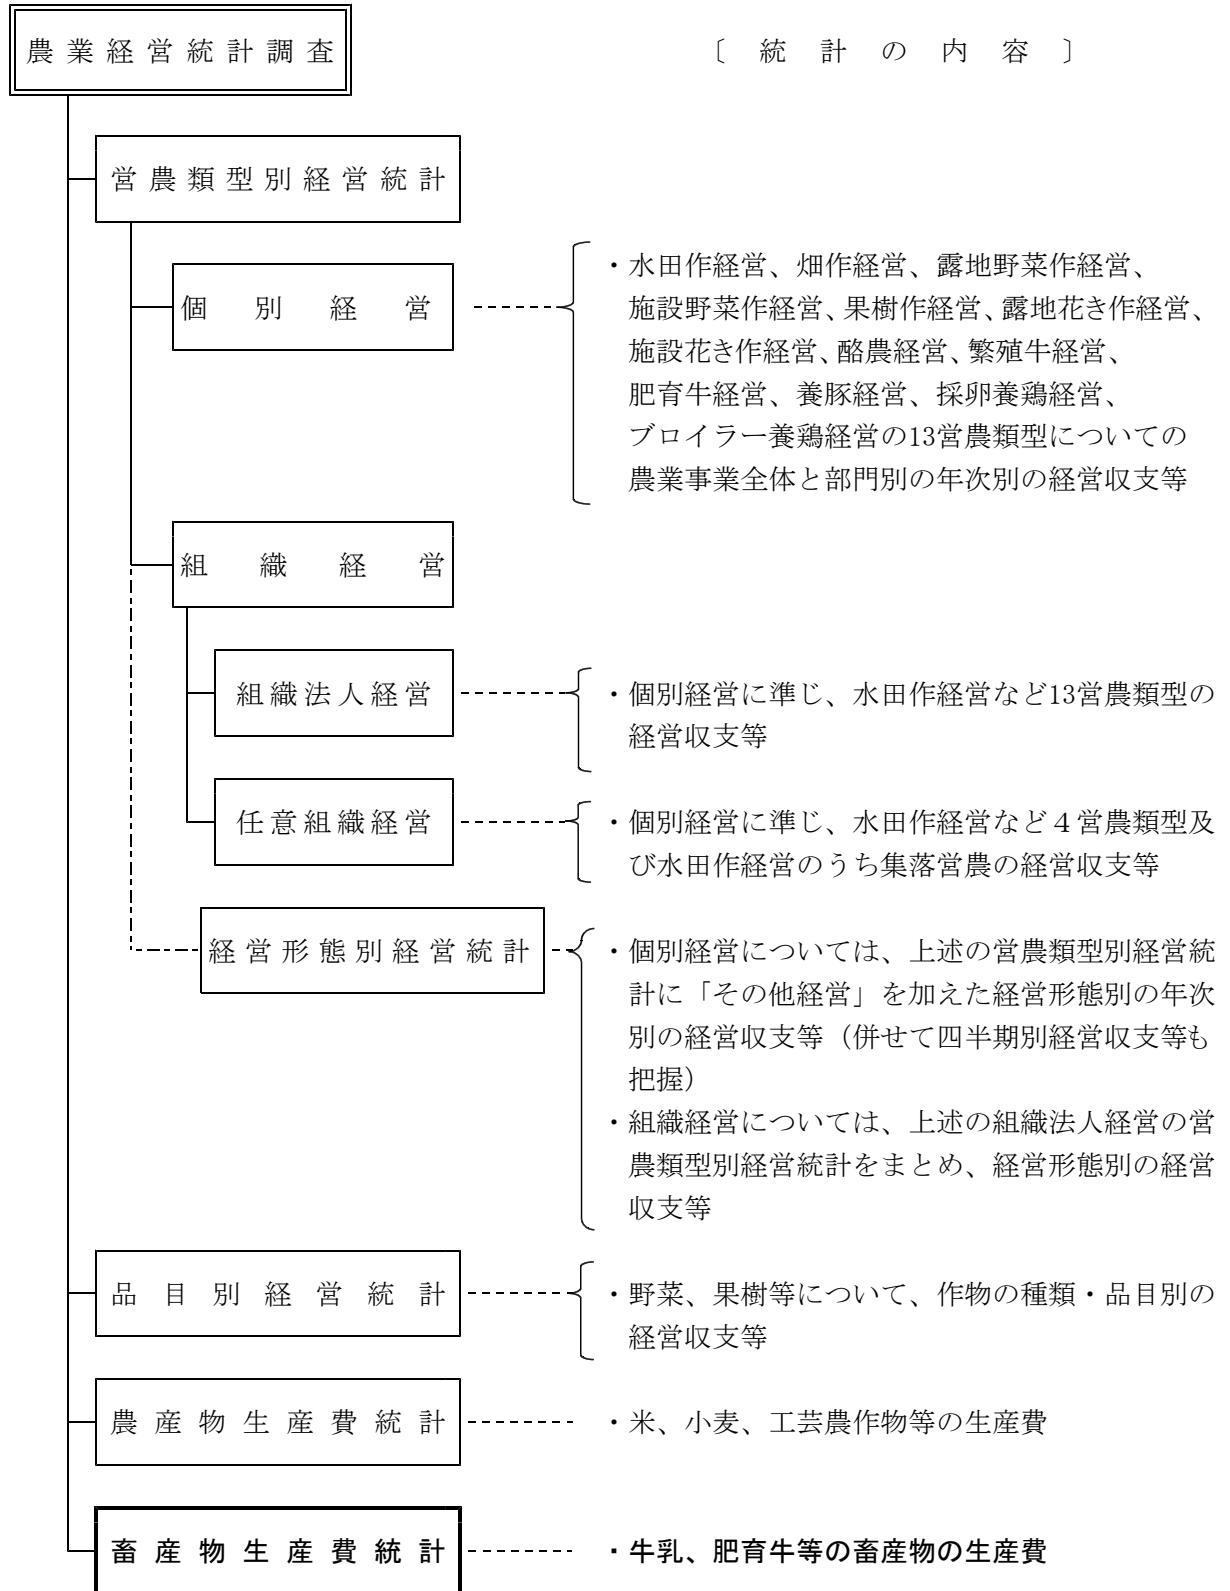 農業経営統計調査
〔統計の内容〕
営農類型別経営統計
個別経営
・水田作経営、畑作経営、露地野菜作経営、
施設野菜作経営、果樹作経営、露地花き作経営、
施設花き作経営、酪農経営、繁殖牛経営、
肥育牛経営、養豚経営、採卵養鶏経営、
ブロイラー養鶏経営の13営農類型についての
農業事業全体と部門別の年次別の経営収支等
組織経営
組織法人経営
・個別経営に準じ、水田作経営など13営農類型の
経営収支等
任意組織経営
・個別経営に準じ、水田作経営など４営農類型及
び水田作経営のうち集落営農の経営収支等
経営形態別経営統計
・個別経営については、上述の営農類型別経営統
計に「その他経営」を加えた経営形態別の年次
別の経営収支等（併せて四半期別経営収支等も
把握）
・組織経営については、上述の組織法人経営の営
農類型別経営統計をまとめ、経営形態別の経営
収支等
品目別経営統計
・野菜、果樹等について、作物の種類・品目別の
経営収支等
農産物生産費統計
・米、小麦、工芸農作物等の生産費
畜産物生産費統計
・牛乳、肥育牛等の畜産物の生産費